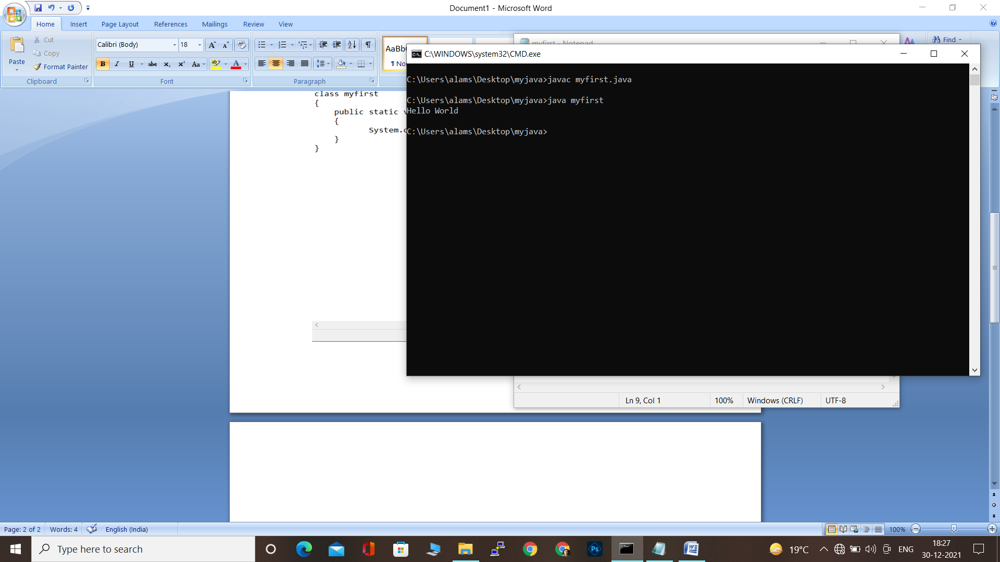 Document1 - Microsoft Word
Home Insert Page Layout References Mailings Review View
Paste
Cut
Copy
Format Painter
Clipboard
Calibri (Body) 18
Font
Paragraph
AaBb
¶ No
Find
myfirst - Notepad
C:\WINDOWS\system32\CMD.exe
C:\Users\alams\Desktop\myjava>javac myfirst.java
C:\Users\alams\Desktop\myjava>java myfirst
Hello World
C:\Users\alams\Desktop\myjava>
class myfirst
{
public static
{
System.
}
}
Ln 9, Col 1 100% Windows (CRLF) UTF-8
Page: 2 of 2 Words: 4 English (India) 100%
Type here to search
Ps
19°C ENG 18:27
30-12-2021